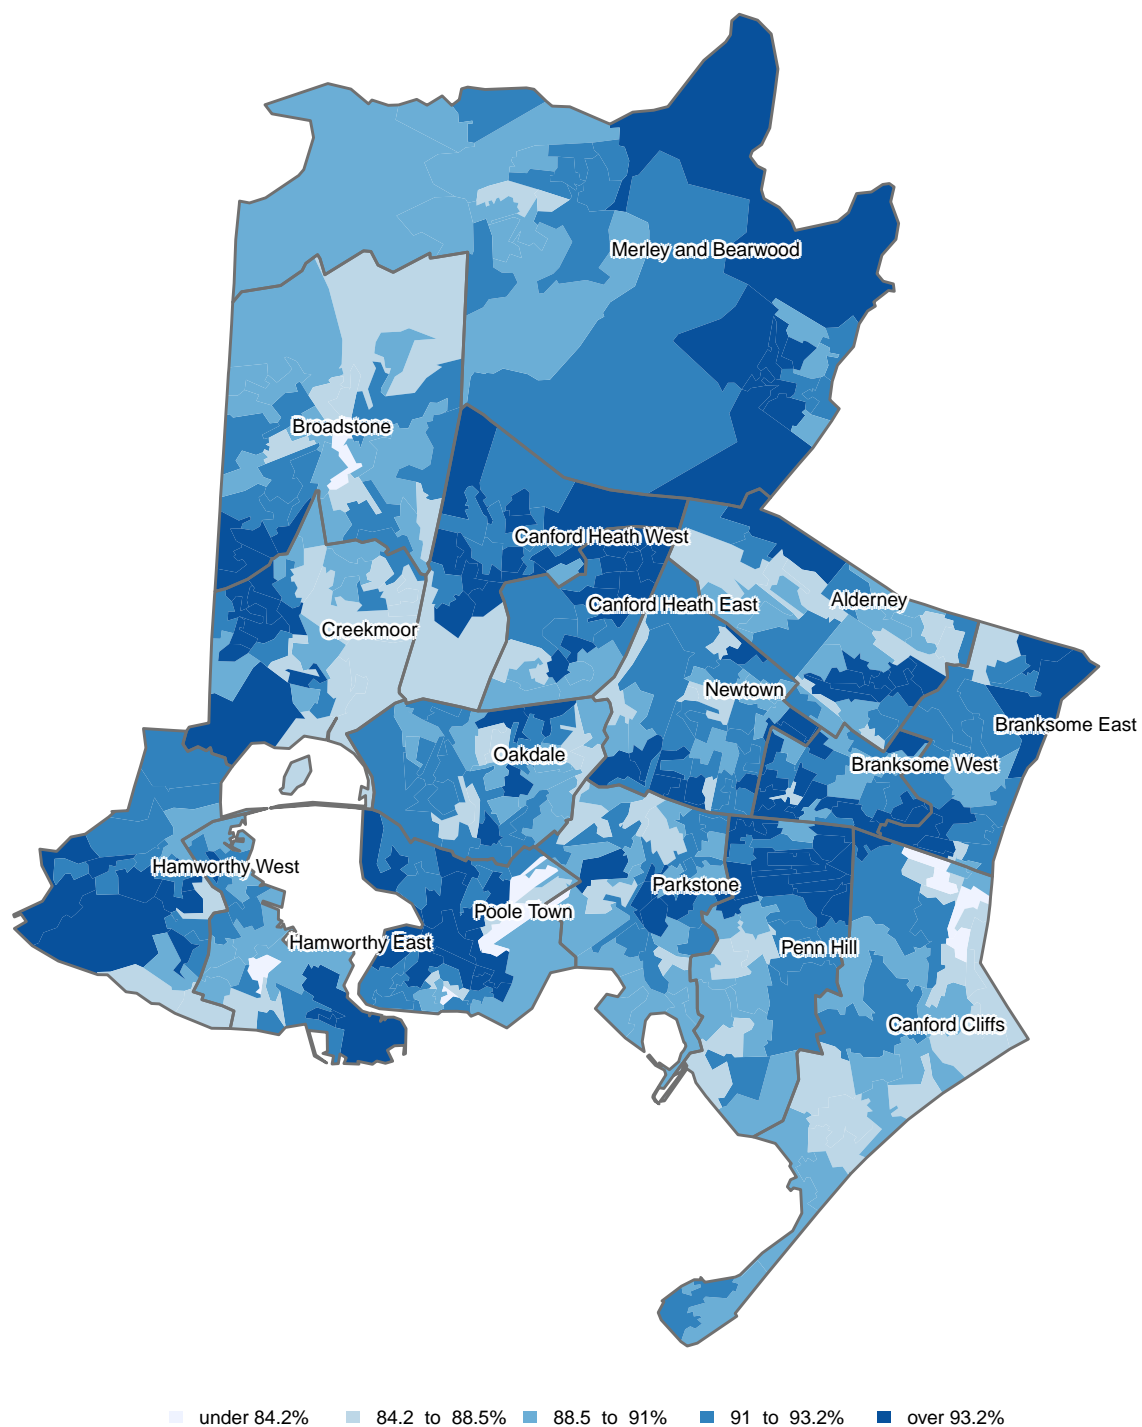 Merley and Bearwood
Broadstone
Canford Heath West
Canford Heath East
Alderney
Creekmoor
Newtown
Branksome East
Oakdale
Branksome West
Hamworthy West
Parkstone
Poole Town
Hamworthy East
Penn Hill
Canford Cliffs
under 84.2% 84.2 to 88.5% 88.5 to 91% 91 to 93.2% over 93.2%